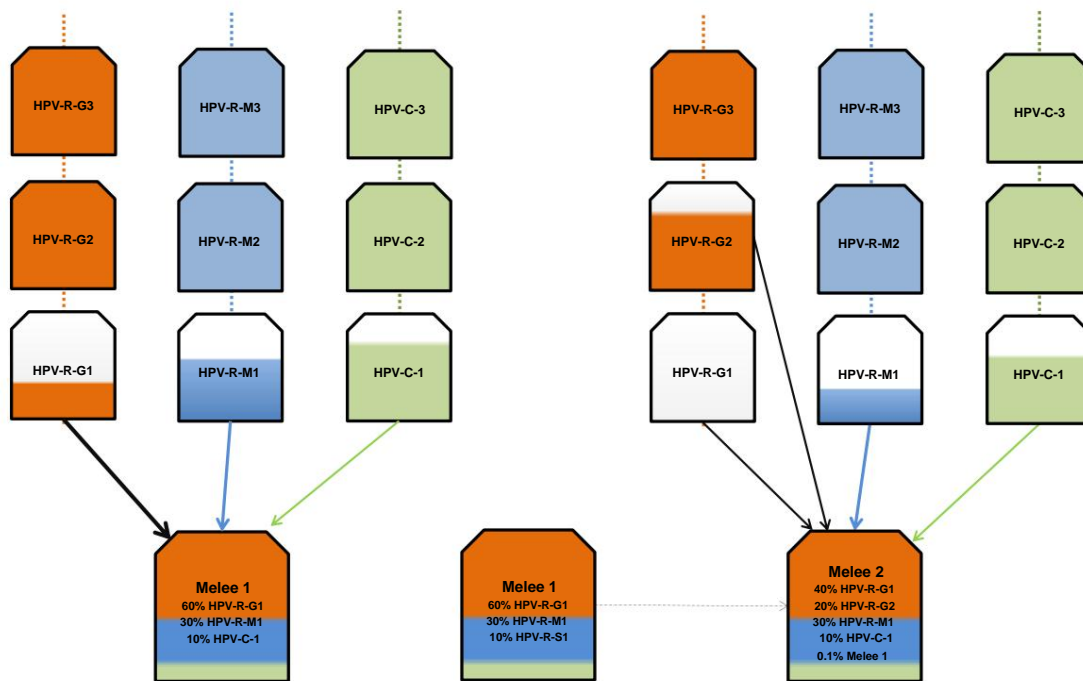 HPV-R-G3
HPV-R-M3
HPV-C-3
HPV-R-G2
HPV-R-M2
HPV-C-2
HPV-R-G1
HPV-R-M1
HPV-C-1
Melee 1
60% HPV-R-G1
30% HPV-R-M1
10% HPV-C-1
Melee 1
60% HPV-R-G1
30% HPV-R-M1
10% HPV-R-S1
HPV-R-G3
HPV-R-M3
HPV-C-3
HPV-R-G2
HPV-R-M2
HPV-C-2
HPV-R-G1
HPV-R-M1
HPV-C-1
Melee 2
40% HPV-R-G1
20% HPV-R-G2
30% HPV-R-M1
10% HPV-C-1
0.1% Melee 1